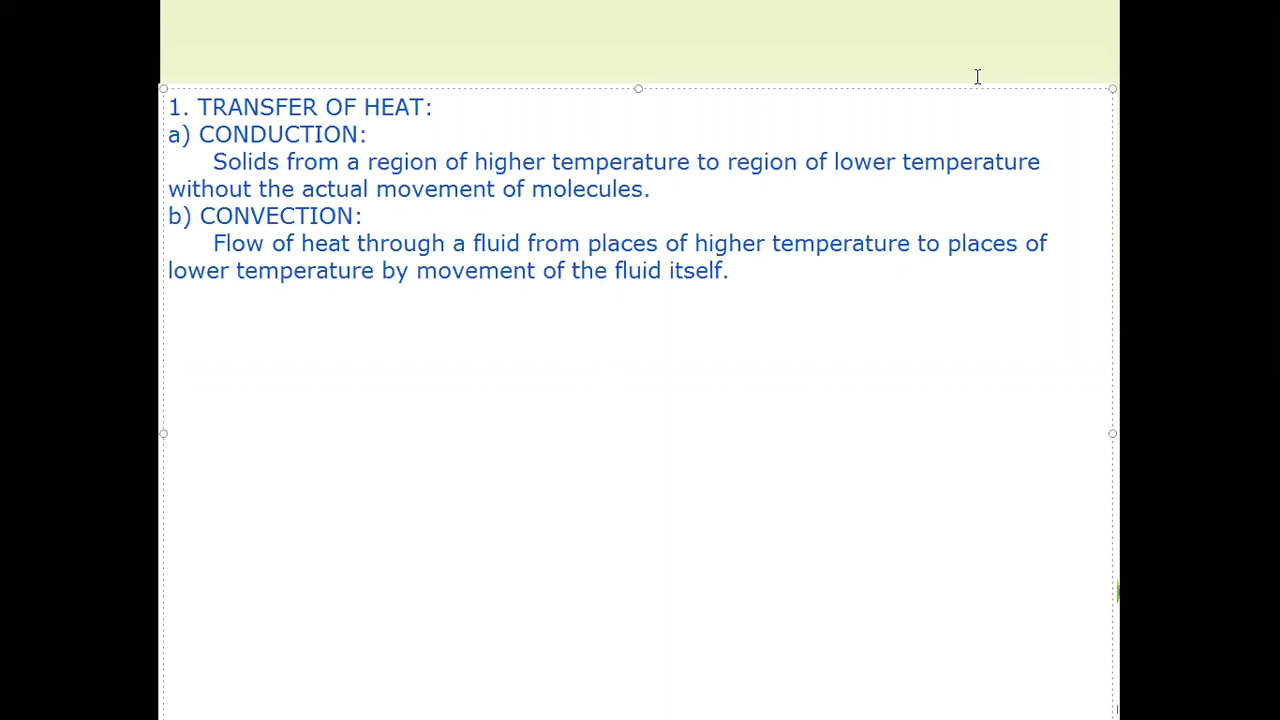 1. TRANSFER OF HEAT:
a) CONDUCTION:
Solids from a region of higher temperature to region of lower temperature
without the actual movement of molecules.
b) CONVECTION:
Flow of heat through a fluid from places of higher temperature to places of
lower temperature by movement of the fluid itself.